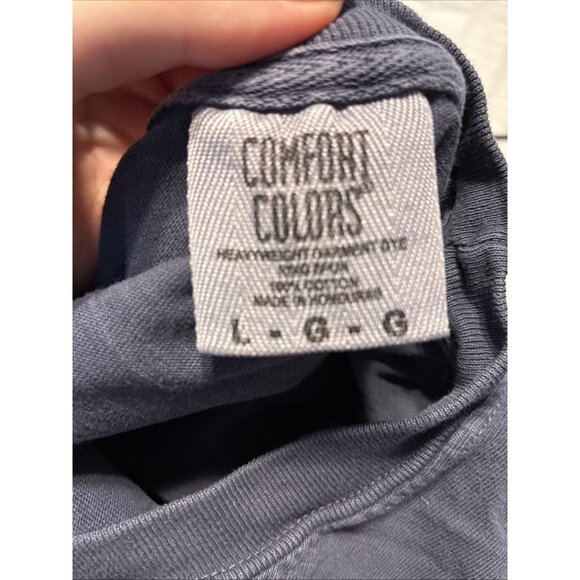 COMFORT
COLORS
HEAVYWEIGHT GARMENT DYE
RING SPUN
100% COTTON
MADE IN HONDURAS
L - G - G